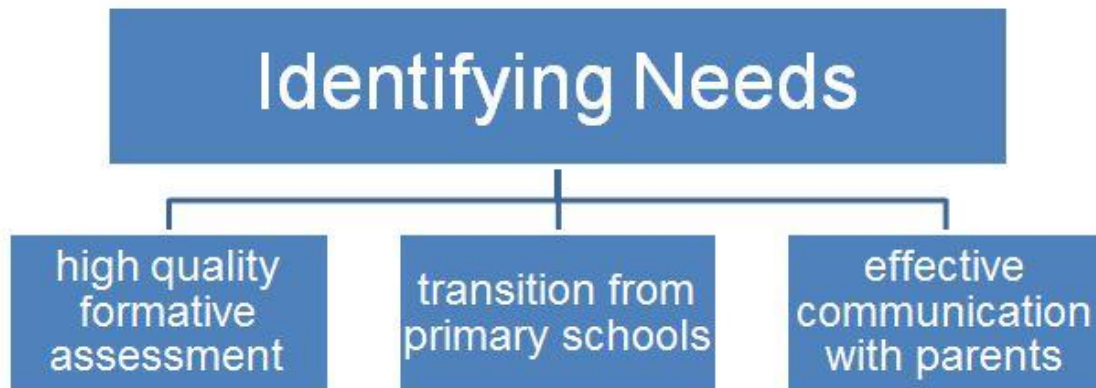 Identifying Needs
high quality
formative
assessment
transition from
primary schools
effective
communication
with parents